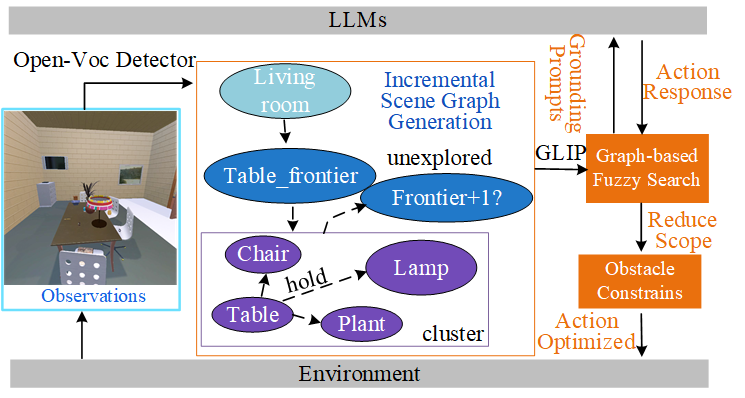 LLMs
Open-Voc Detector
Living
room
Incremental
Scene Graph
Generation
Grounding
Prompts
Action
Response
unexplored
GLIP
Graph-based
Fuzzy Search
Table_frontier
Frontier+1?
Reduce
Scope
Chair
hold
Lamp
Obstacle
Constrains
Observations
Table
Plant
cluster
Action
Optimized
Environment